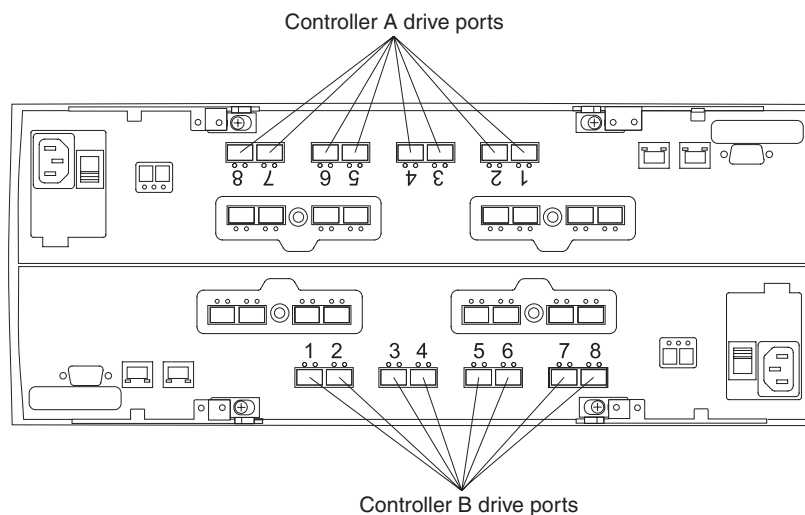 Controller A drive ports
8 7 6 5 4 3 2 1
1 2 3 4 5 6 7 8
Controller B drive ports